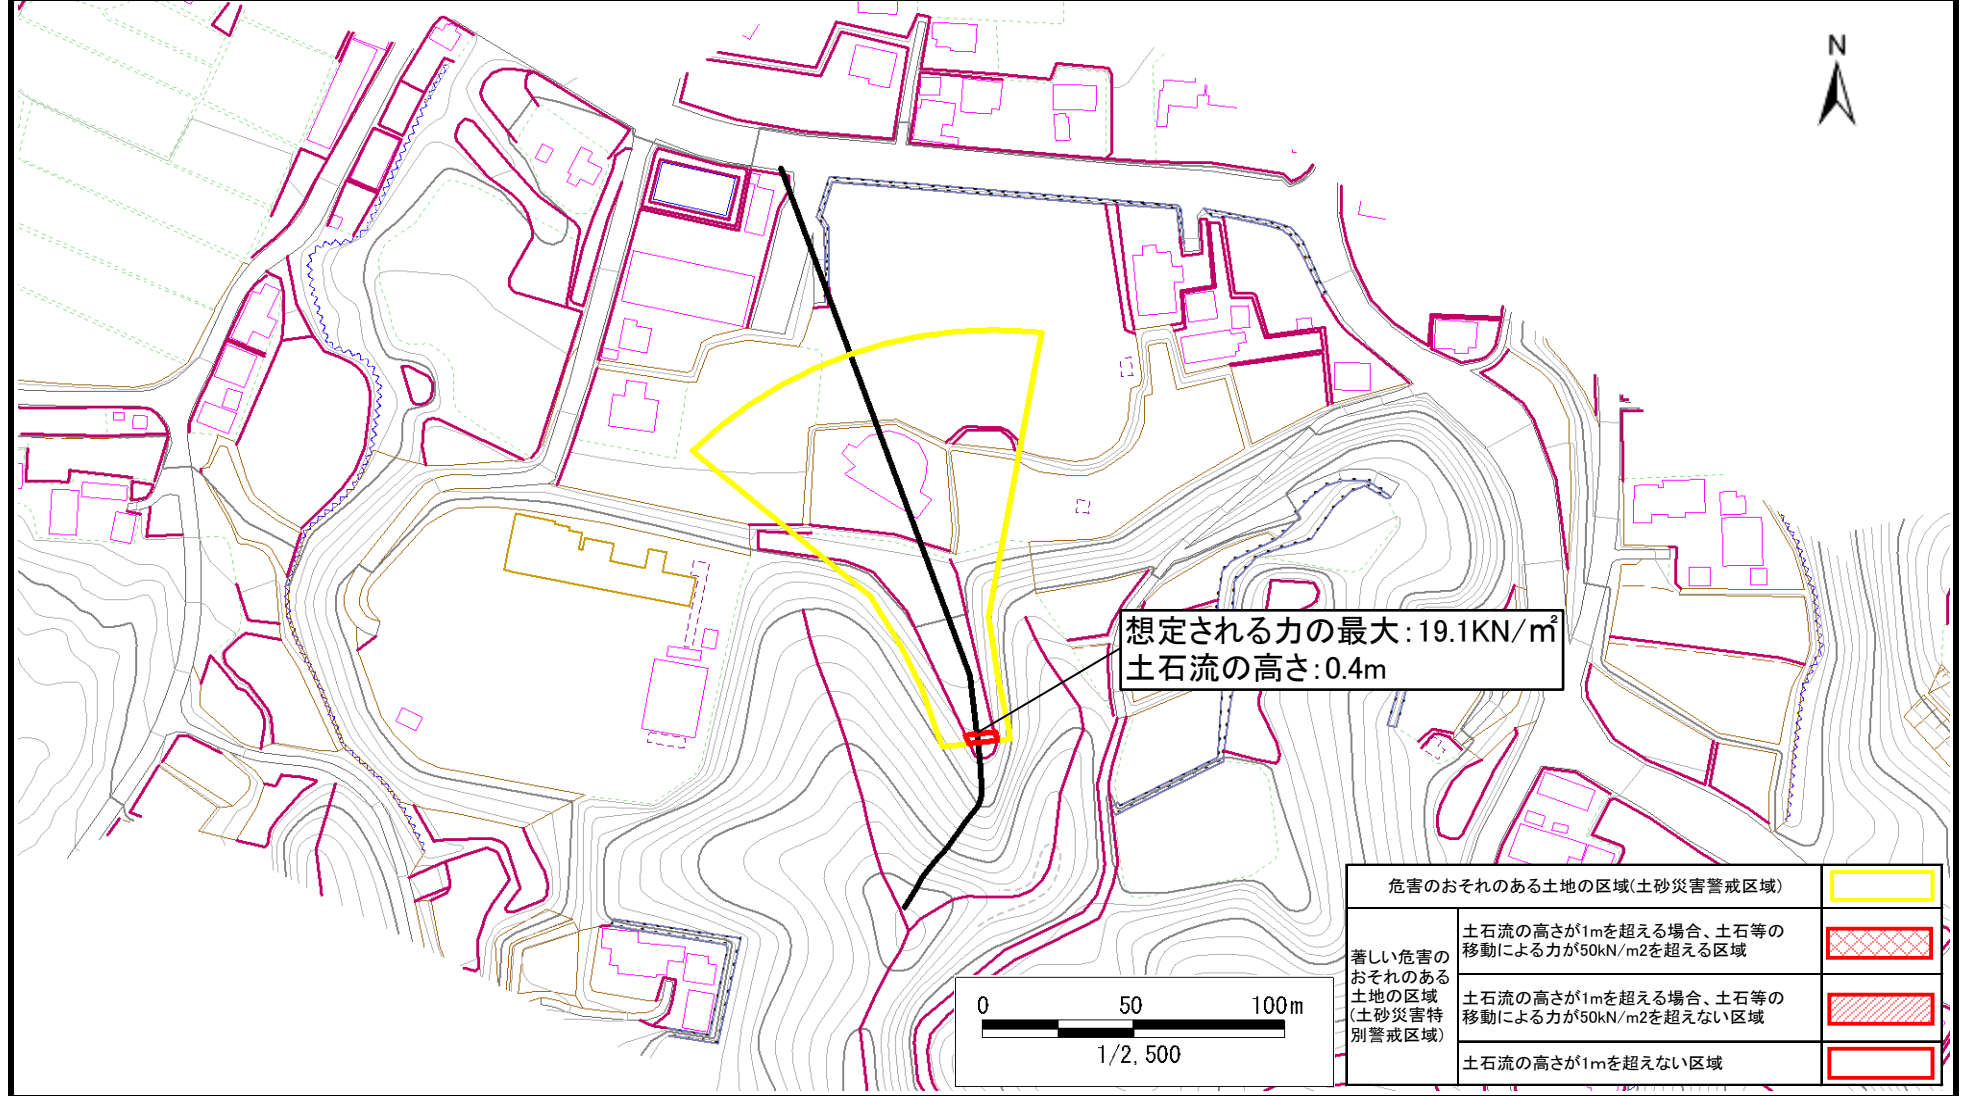 N
想定される力の最大：19.1KN/㎡
土石流の高さ：0.4m
0 50 100m
1/2,500
危害のおそれのある土地の区域（土砂災害警戒区域）
著しい危害の
おそれのある
土地の区域
（土砂災害特
別警戒区域）
土石流の高さが1mを超える場合、土石等の
移動による力が50kN/m2を超える区域
土石流の高さが1mを超える場合、土石等の
移動による力が50kN/m2を超えない区域
土石流の高さが1mを超えない区域